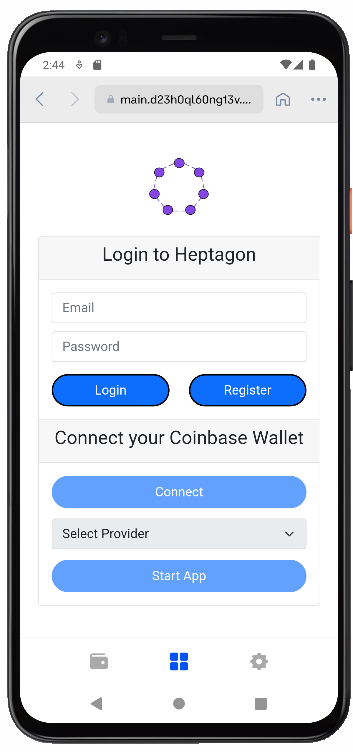 2:44
main.d23h0ql60ng13v....
Login to Heptagon
Email
Password
Login
Register
Connect your Coinbase Wallet
Connect
Select Provider
Start App